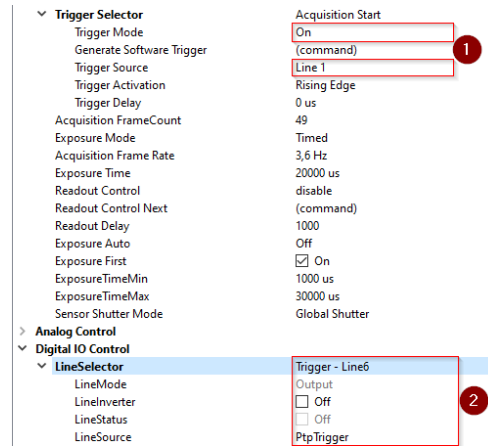 Trigger Selector Acquisition Start
Trigger Mode On
Generate Software Trigger (command)
1
Trigger Source Line 1
Trigger Activation Rising Edge
Trigger Delay 0 us
Acquisition FrameCount 49
Exposure Mode Timed
Acquisition Frame Rate 3,6 Hz
Exposure Time 20000 us
Readout Control disable
Readout Control Next (command)
Readout Delay 1000
Exposure Auto Off
Exposure First On
ExposureTimeMin 1000 us
ExposureTimeMax 30000 us
Sensor Shutter Mode Global Shutter
Analog Control
Digital IO Control
LineSelector Trigger - Line6
LineMode Output
LineInverter Off
2
LineStatus Off
LineSource PtpTrigger